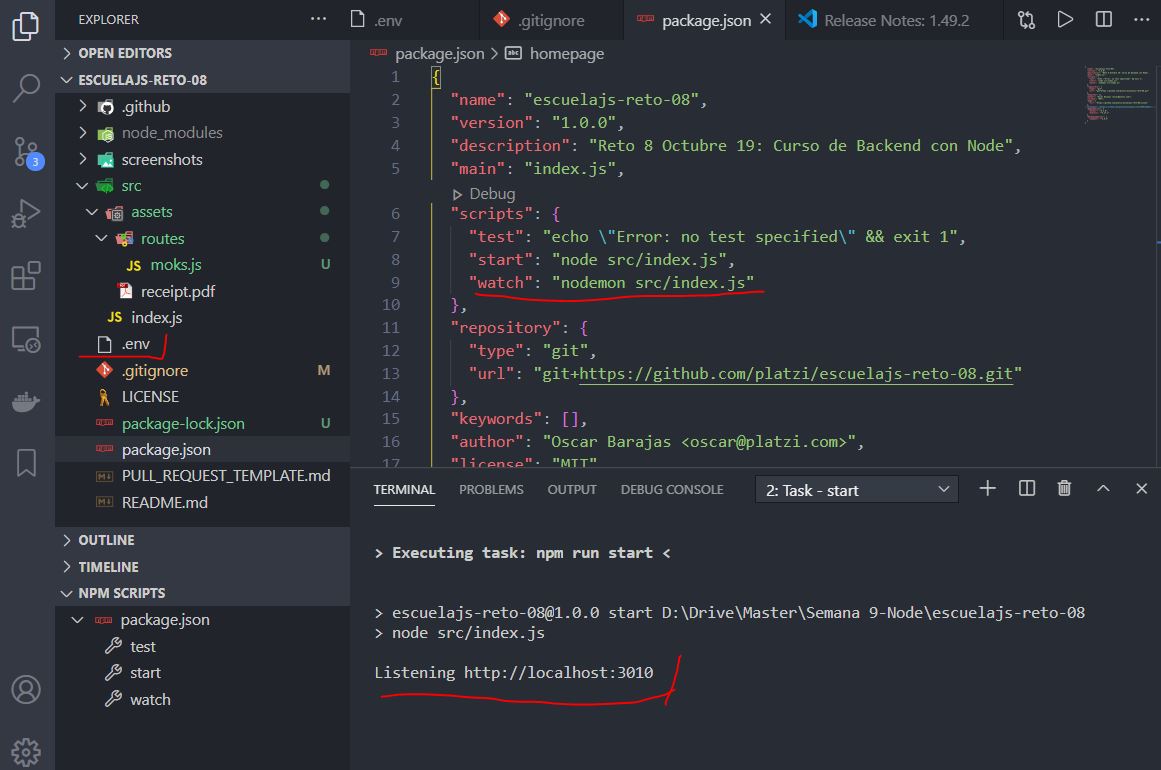 EXPLORER
OPEN EDITORS
ESCUELAJS-RETO-08
.github
node_modules
screenshots
src
assets
routes
JS moks.js U
receipt.pdf
JS index.js
.env
.gitignore M
LICENSE
package-lock.json U
package.json
PULL_REQUEST_TEMPLATE.md
README.md
OUTLINE
TIMELINE
NPM SCRIPTS
package.json
test
start
watch
3
.env
.gitignore
package.json
Release Notes: 1.49.2
package.json > abc homepage
1 {
2 "name": "escuelajs-reto-08",
3 "version": "1.0.0",
4 "description": "Reto 8 Octubre 19: Curso de Backend con Node",
5 "main": "index.js",
Debug
6 "scripts": {
7 "test": "echo \"Error: no test specified\" && exit 1",
8 "start": "node src/index.js",
9 "watch": "nodemon src/index.js"
10 },
11 "repository": {
12 "type": "git",
13 "url": "git+https://github.com/platzi/escuelajs-reto-08.git"
14 },
15 "keywords": [],
16 "author": "Oscar Barajas <oscar@platzi.com>",
17 "license": "MIT"
TERMINAL PROBLEMS OUTPUT DEBUG CONSOLE 2: Task - start
> Executing task: npm run start <
> escuelajs-reto-08@1.0.0 start D:\Drive\Master\Semana 9-Node\escuelajs-reto-08
> node src/index.js
Listening http://localhost:3010